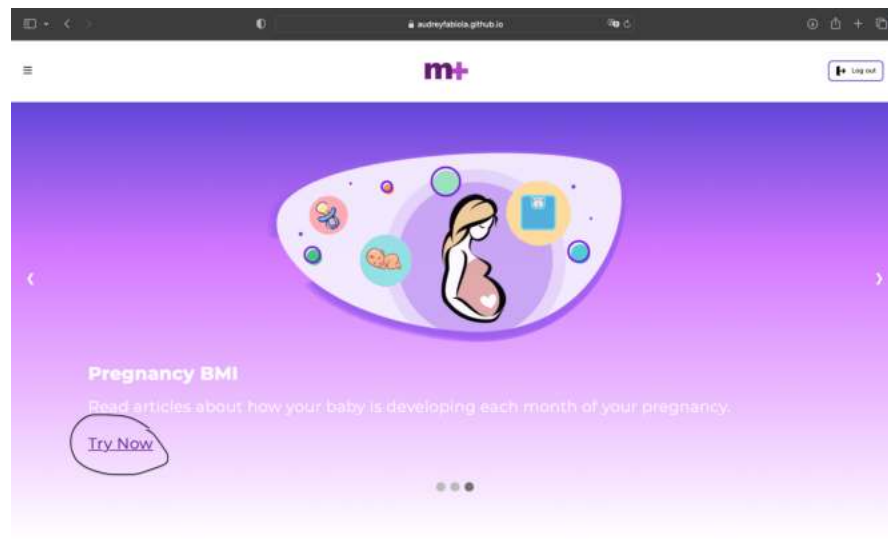 audreyfabiola.github.io
m+
Log out
Pregnancy BMI
Read articles about how your baby is developing each month of your pregnancy.
Try Now